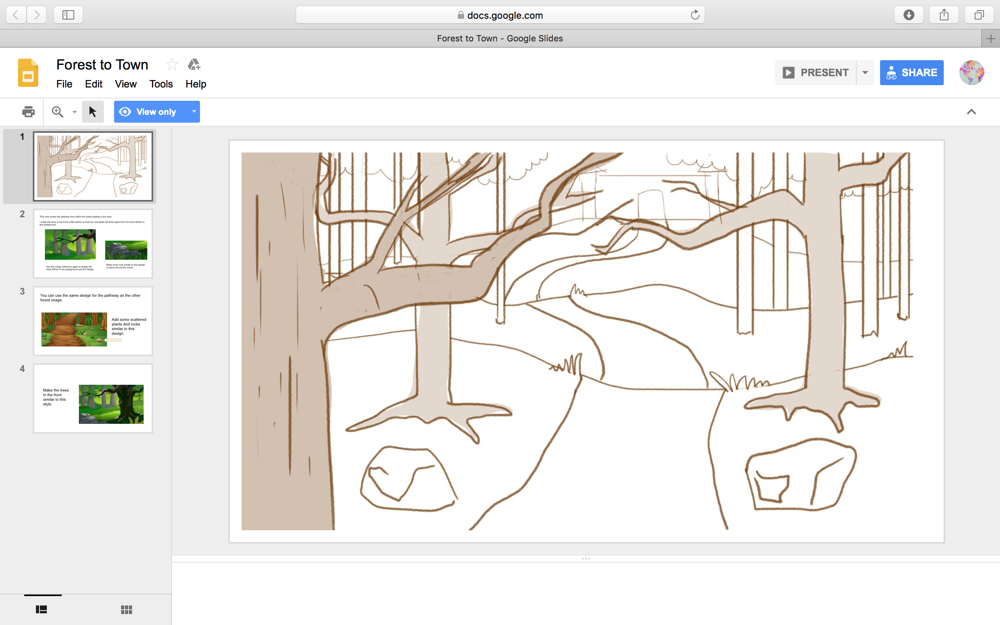 docs.google.com
Forest to Town - Google Slides
Forest to Town
PRESENT
SHARE
File Edit View Tools Help
View only
1
2
This view shows the pathway from within the forest leading to the town.
I made the trees in the front a little darker so that you can better tell them apart from the trees farther in
the background.
Use this image reference again to design the
trees farther in the background and the foliage.
Make some rock similar to this design
to place around the scene.
3
You can use the same design for the pathway as the other
forest image.
Add some scattered
plants and rocks
similar to this
design.
4
Make the trees
in the front
similar to this
style.